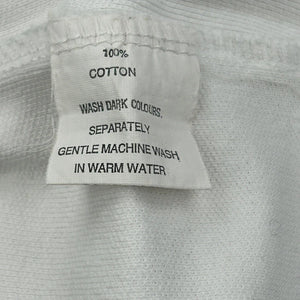 100%
COTTON
WASH DARK COLOURS.
SEPARATELY
GENTLE MACHINE WASH
IN WARM WATER